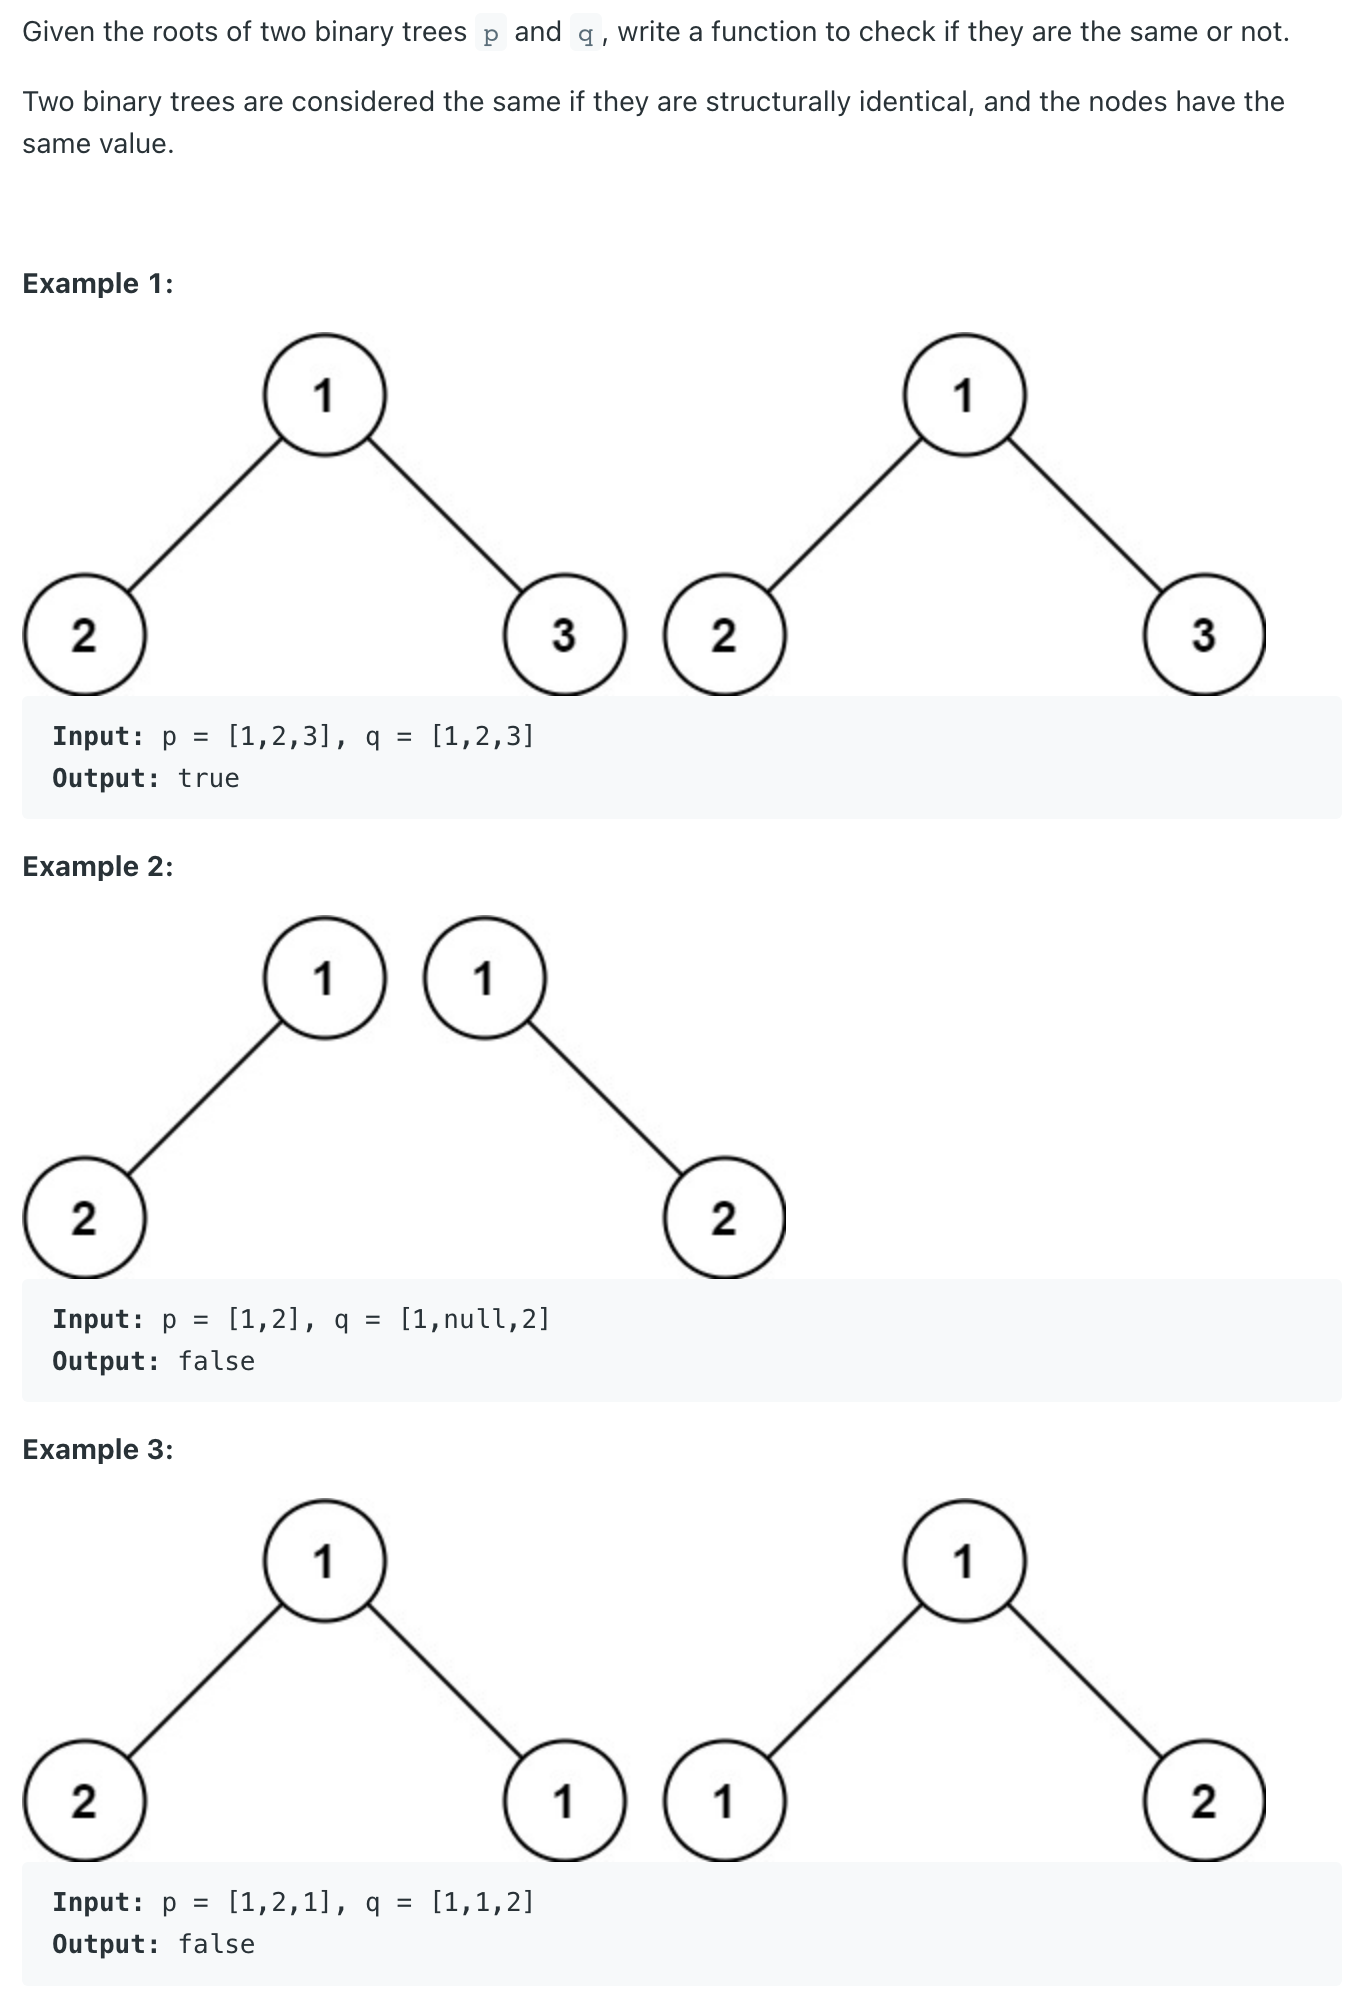 Given the roots of two binary trees p and q, write a function to check if they are the same or not.
Two binary trees are considered the same if they are structurally identical, and the nodes have the
same value.
Example 1:
1 1
2 3 2 3
Input: p = [1,2,3], q = [1,2,3]
Output: true
Example 2:
1 1
2 2
Input: p = [1,2], q = [1,null,2]
Output: false
Example 3:
1 1
2 1 1 2
Input: p = [1,2,1], q = [1,1,2]
Output: false